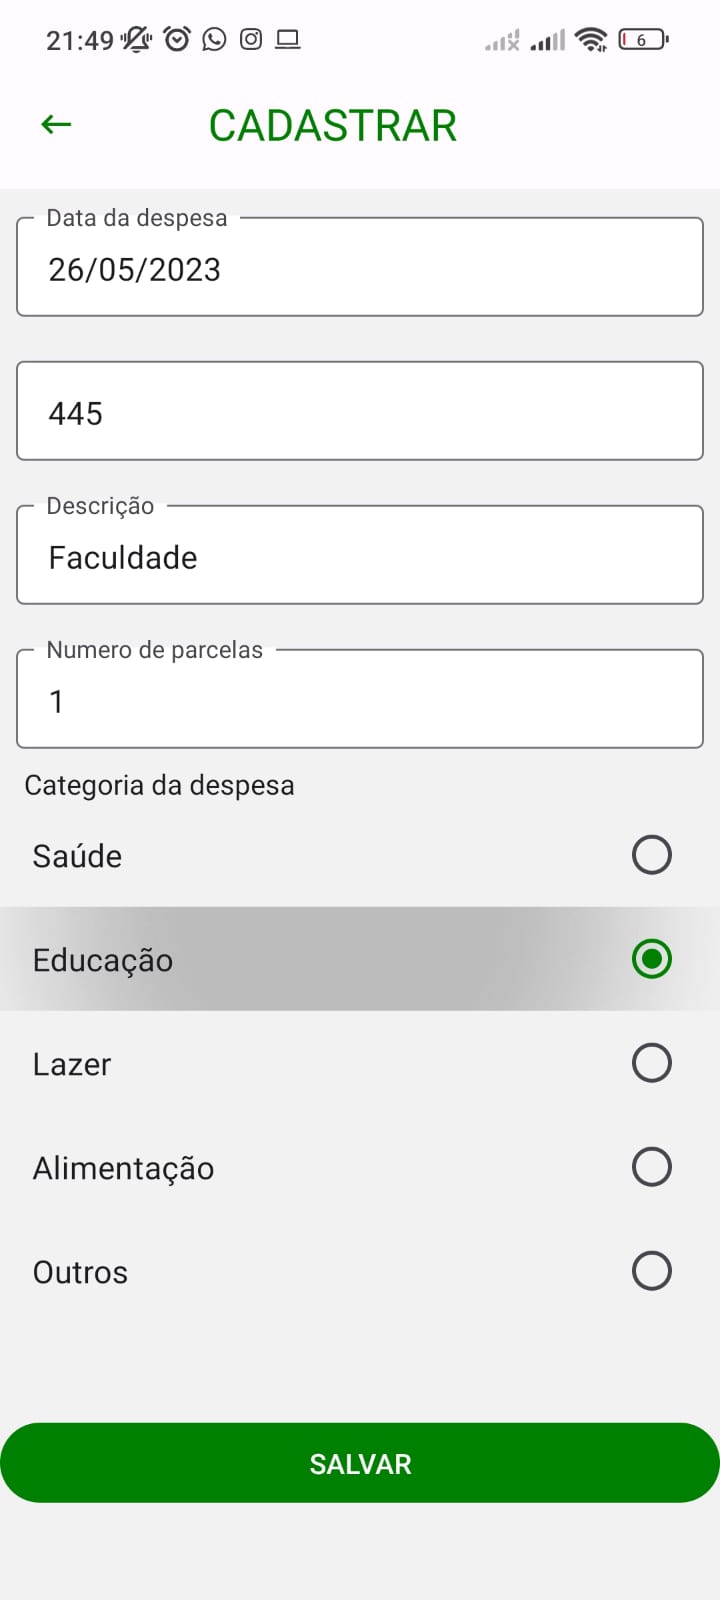 21:49 6
CADASTRAR
Data da despesa
26/05/2023
445
Descrição
Faculdade
Numero de parcelas
1
Categoria da despesa
Saúde
Educação
Lazer
Alimentação
Outros
SALVAR